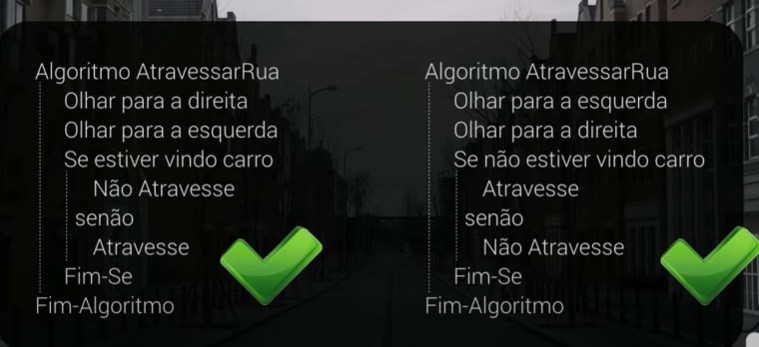 Algoritmo AtravessarRua
Olhar para a direita
Olhar para a esquerda
Se estiver vindo carro
Não Atravesse
senão
Atravesse
Fim-Se
Fim-Algoritmo
Algoritmo AtravessarRua
Olhar para a esquerda
Olhar para a direita
Se não estiver vindo carro
Atravesse
senão
Não Atravesse
Fim-Se
Fim-Algoritmo